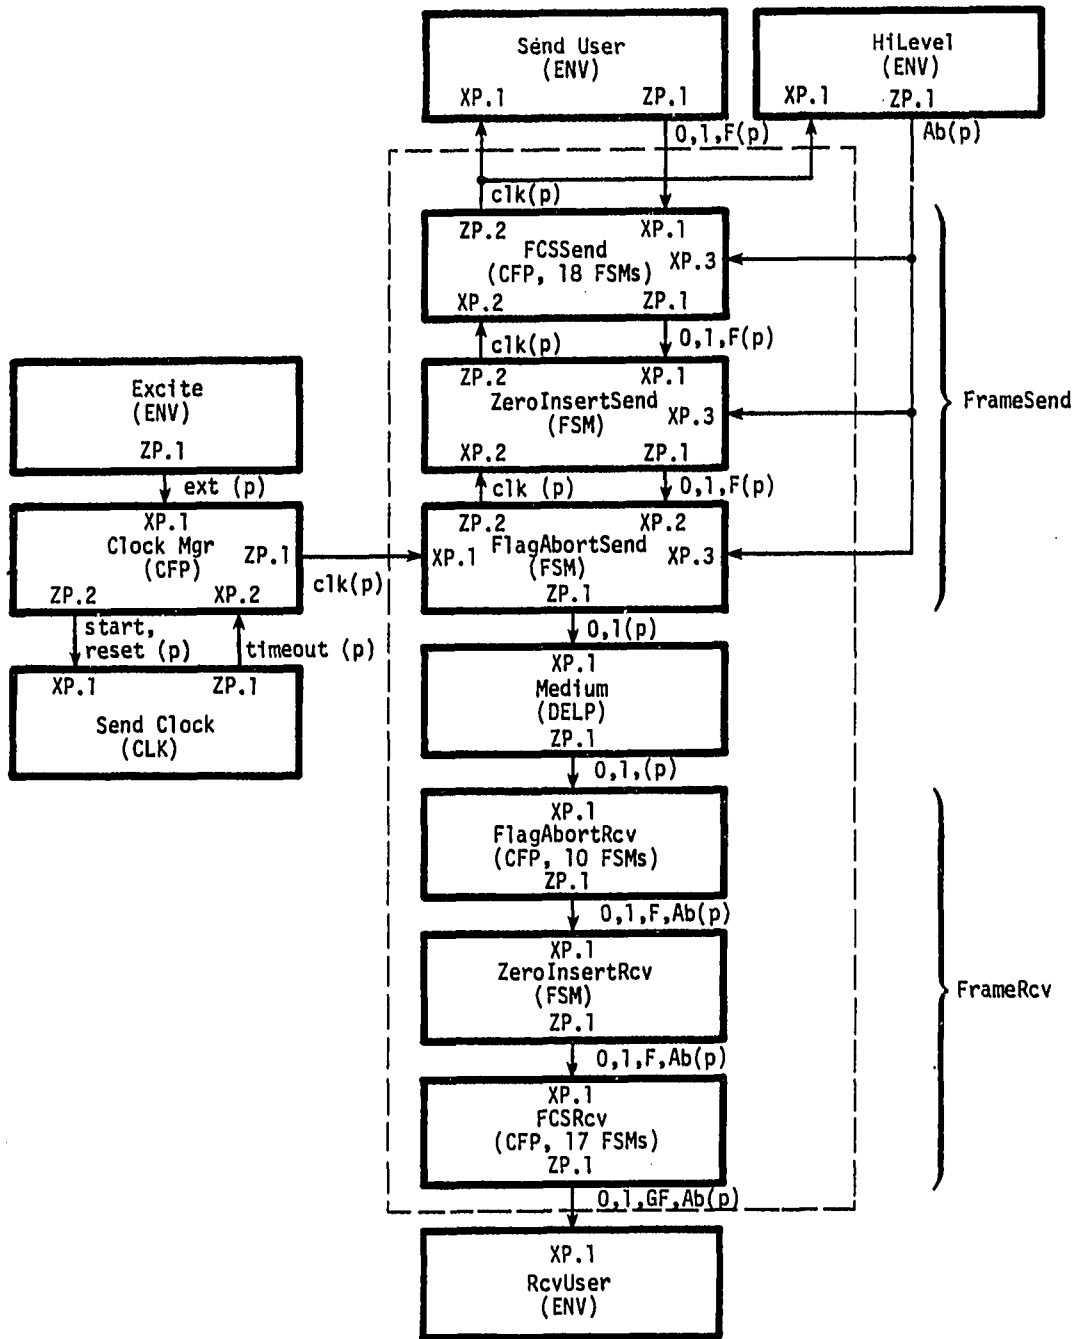 Send User
(ENV)
XP.1 ZP.1
HiLevel
(ENV)
XP.1 ZP.1
0,1,F(p)
Ab(p)
clk(p)
ZP.2 XP.1
FCSSend
XP.3
(CFP, 18 FSMs)
XP.2 ZP.1
clk(p)
0,1,F(p)
ZP.2 XP.1
ZeroInsertSend
XP.3
(FSM)
XP.2 ZP.1
FrameSend
Excite
(ENV)
ZP.1
ext (p)
clk (p)
0,1,F(p)
XP.1
Clock Mgr
ZP.1
(CFP)
ZP.2 XP.2
clk(p)
ZP.2 XP.2
FlagAbortSend
XP.1 XP.3
(FSM)
ZP.1
start,
reset (p)
timeout (p)
0,1(p)
XP.1 ZP.1
Send Clock
(CLK)
XP.1
Medium
(DELP)
ZP.1
0,1,(p)
XP.1
FlagAbortRcv
(CFP, 10 FSMs)
ZP.1
0,1,F,Ab(p)
XP.1
ZeroInsertRcv
(FSM)
ZP.1
FrameRcv
0,1,F,Ab(p)
XP.1
FCSRcv
(CFP, 17 FSMs)
ZP.1
0,1,GF,Ab(p)
XP.1
RcvUser
(ENV)